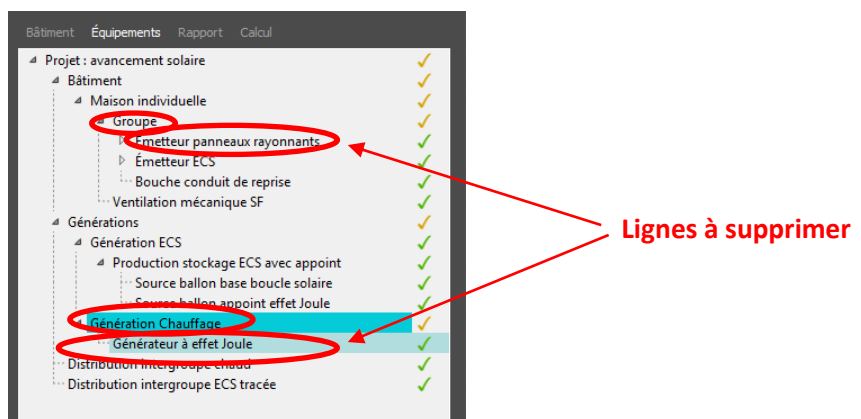 Bâtiment Équipements Rapport Calcul
Projet : avancement solaire
Bâtiment
Maison individuelle
Groupe
Émetteur panneaux rayonnants
Émetteur ECS
Bouche conduit de reprise
Ventilation mécanique SF
Générations
Génération ECS
Production stockage ECS avec appoint
Source ballon base boucle solaire
Source ballon appoint effet Joule
Génération Chauffage
Générateur à effet Joule
Distribution intergroupe chaud
Distribution intergroupe ECS tracée
Lignes à supprimer